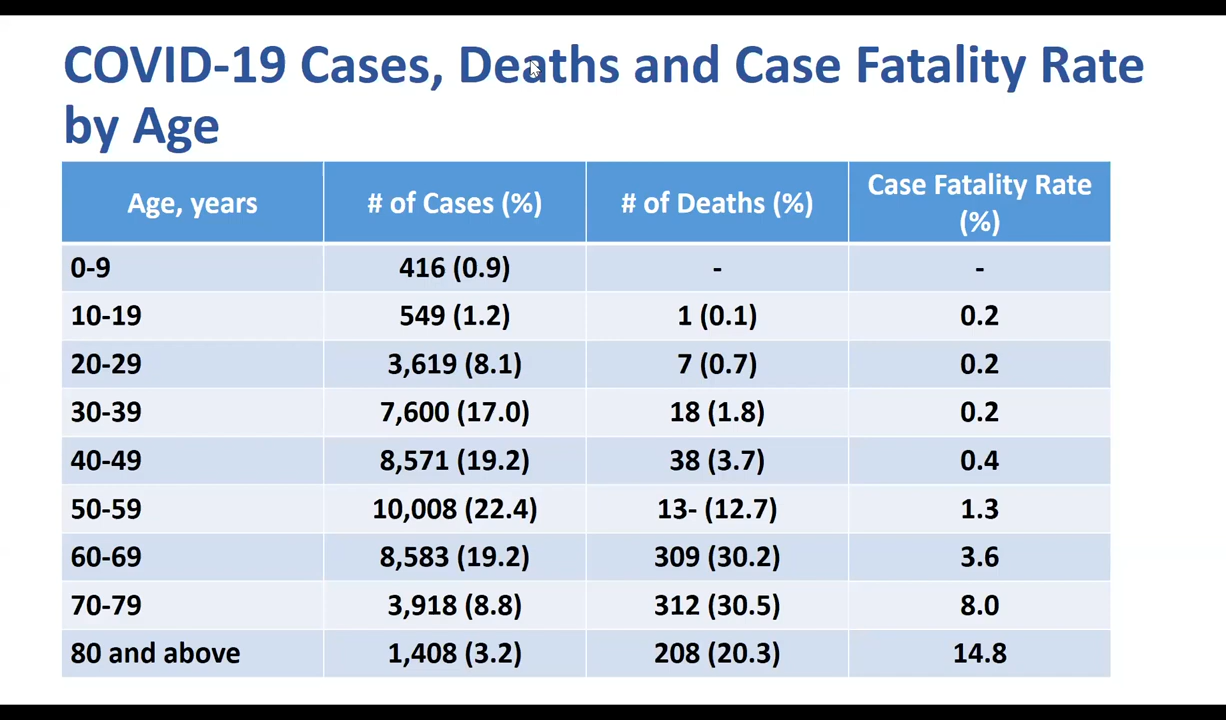 COVID-19 Cases, Deaths and Case Fatality Rate
by Age
Age, years # of Cases (%) # of Deaths (%) Case Fatality Rate (%)
0-9 416 (0.9) - -
10-19 549 (1.2) 1 (0.1) 0.2
20-29 3,619 (8.1) 7 (0.7) 0.2
30-39 7,600 (17.0) 18 (1.8) 0.2
40-49 8,571 (19.2) 38 (3.7) 0.4
50-59 10,008 (22.4) 13- (12.7) 1.3
60-69 8,583 (19.2) 309 (30.2) 3.6
70-79 3,918 (8.8) 312 (30.5) 8.0
80 and above 1,408 (3.2) 208 (20.3) 14.8